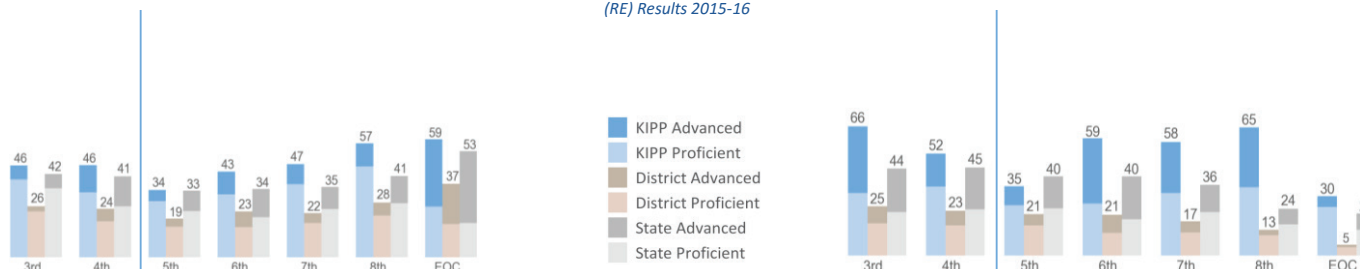 (RE) Results 2015-16
46
26
42
46
24
41
34
19
33
43
23
34
47
22
35
57
28
41
59
37
53
3rd
4th
5th
6th
7th
8th
EOC
KIPP Advanced
KIPP Proficient
District Advanced
District Proficient
State Advanced
State Proficient
66
25
44
52
23
45
35
21
40
59
21
40
58
17
36
65
13
24
30
5
3rd
4th
5th
6th
7th
8th
EOC